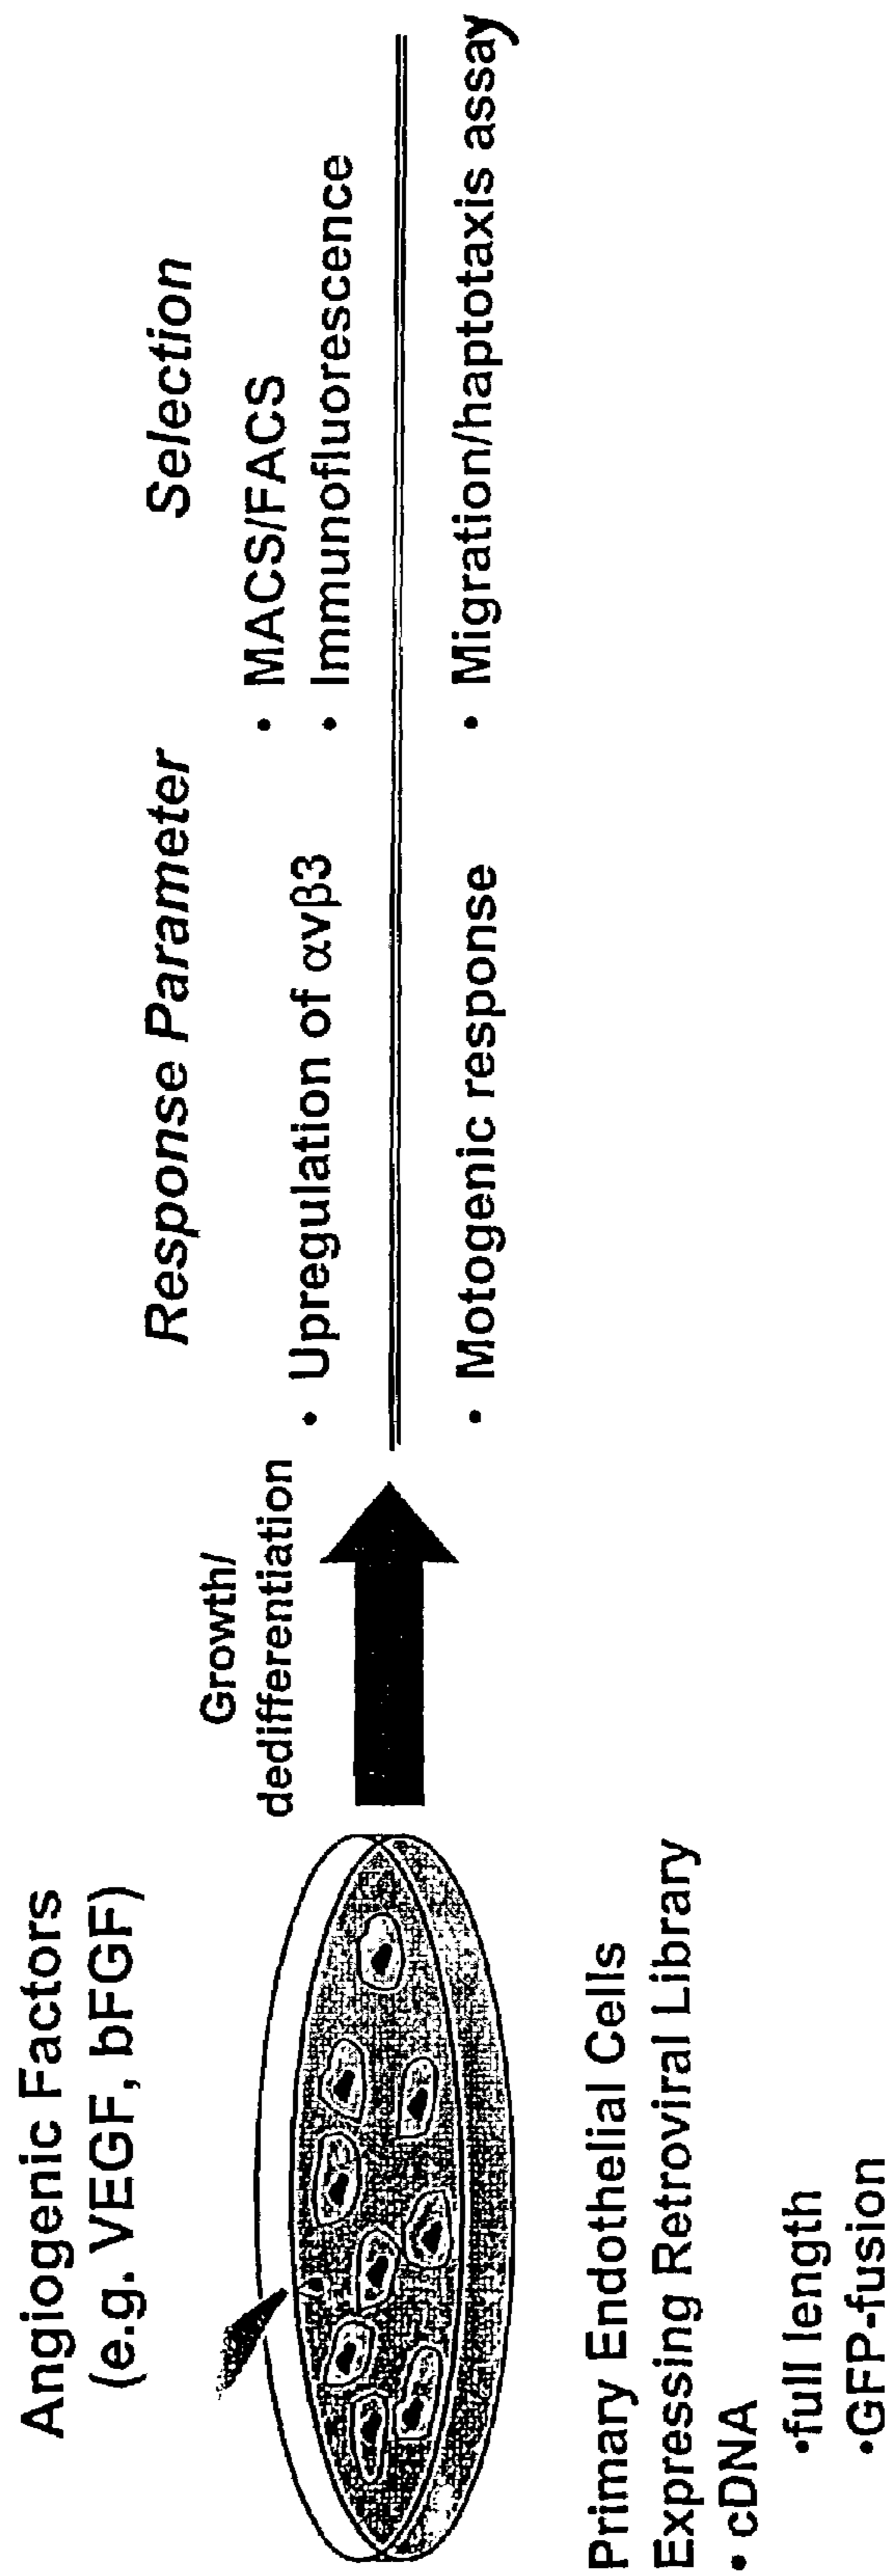 Angiogenic Factors
(e.g. VEGF, bFGF)
Growth/
dedifferentiation
Response Parameter
Selection
• Upregulation of αvβ3
• MACS/FACS
• Immunofluorescence
• Motogenic response
• Migration/haptotaxis assay
Primary Endothelial Cells
Expressing Retroviral Library
• cDNA
•full length
•GFP-fusion